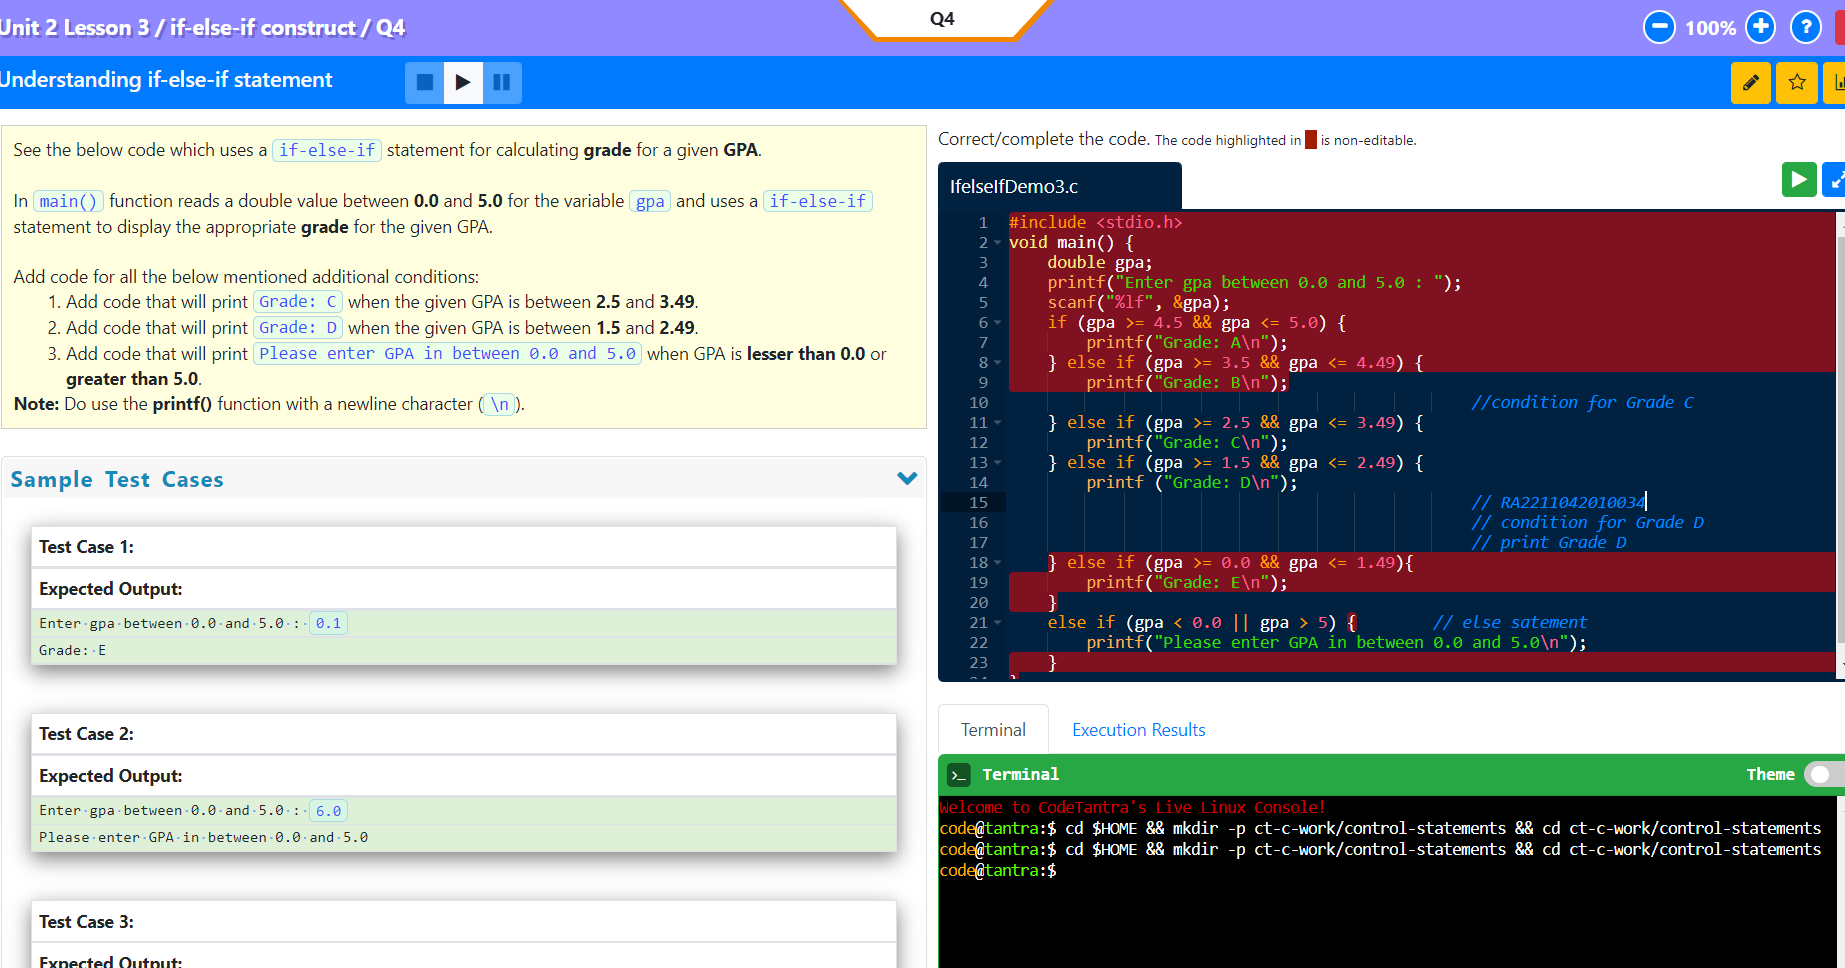 Unit 2 Lesson 3 / if-else-if construct / Q4
Q4
100%
?
Understanding if-else-if statement
See the below code which uses a if-else-if statement for calculating grade for a given GPA.
In main() function reads a double value between 0.0 and 5.0 for the variable gpa and uses a if-else-if
statement to display the appropriate grade for the given GPA.
Add code for all the below mentioned additional conditions:
1. Add code that will print Grade: C when the given GPA is between 2.5 and 3.49.
2. Add code that will print Grade: D when the given GPA is between 1.5 and 2.49.
3. Add code that will print Please enter GPA in between 0.0 and 5.0 when GPA is lesser than 0.0 or
greater than 5.0.
Note: Do use the printf() function with a newline character (\n).
Sample Test Cases
Test Case 1:
Expected Output:
Enter·gpa·between·0.0·and·5.0·:·0.1
Grade:·E
Test Case 2:
Expected Output:
Enter·gpa·between·0.0·and·5.0·:·6.0
Please·enter·GPA·in·between·0.0·and·5.0
Test Case 3:
Expected Output:
Correct/complete the code. The code highlighted in is non-editable.
IfelseIfDemo3.c
1 #include <stdio.h>
2 void main() {
3 double gpa;
4 printf("Enter gpa between 0.0 and 5.0 : ");
5 scanf("%lf", &gpa);
6 if (gpa >= 4.5 && gpa <= 5.0) {
7 printf("Grade: A\n");
8 } else if (gpa >= 3.5 && gpa <= 4.49) {
9 printf("Grade: B\n");
10 //condition for Grade C
11 } else if (gpa >= 2.5 && gpa <= 3.49) {
12 printf("Grade: C\n");
13 } else if (gpa >= 1.5 && gpa <= 2.49) {
14 printf ("Grade: D\n");
15 // RA2211042010034
16 // condition for Grade D
17 // print Grade D
18 } else if (gpa >= 0.0 && gpa <= 1.49){
19 printf("Grade: E\n");
20 }
21 else if (gpa < 0.0 || gpa > 5) { // else satement
22 printf("Please enter GPA in between 0.0 and 5.0\n");
23 }
Terminal
Execution Results
>_ Terminal
Theme
Welcome to CodeTantra's Live Linux Console!
code@tantra:$ cd $HOME && mkdir -p ct-c-work/control-statements && cd ct-c-work/control-statements
code@tantra:$ cd $HOME && mkdir -p ct-c-work/control-statements && cd ct-c-work/control-statements
code@tantra:$